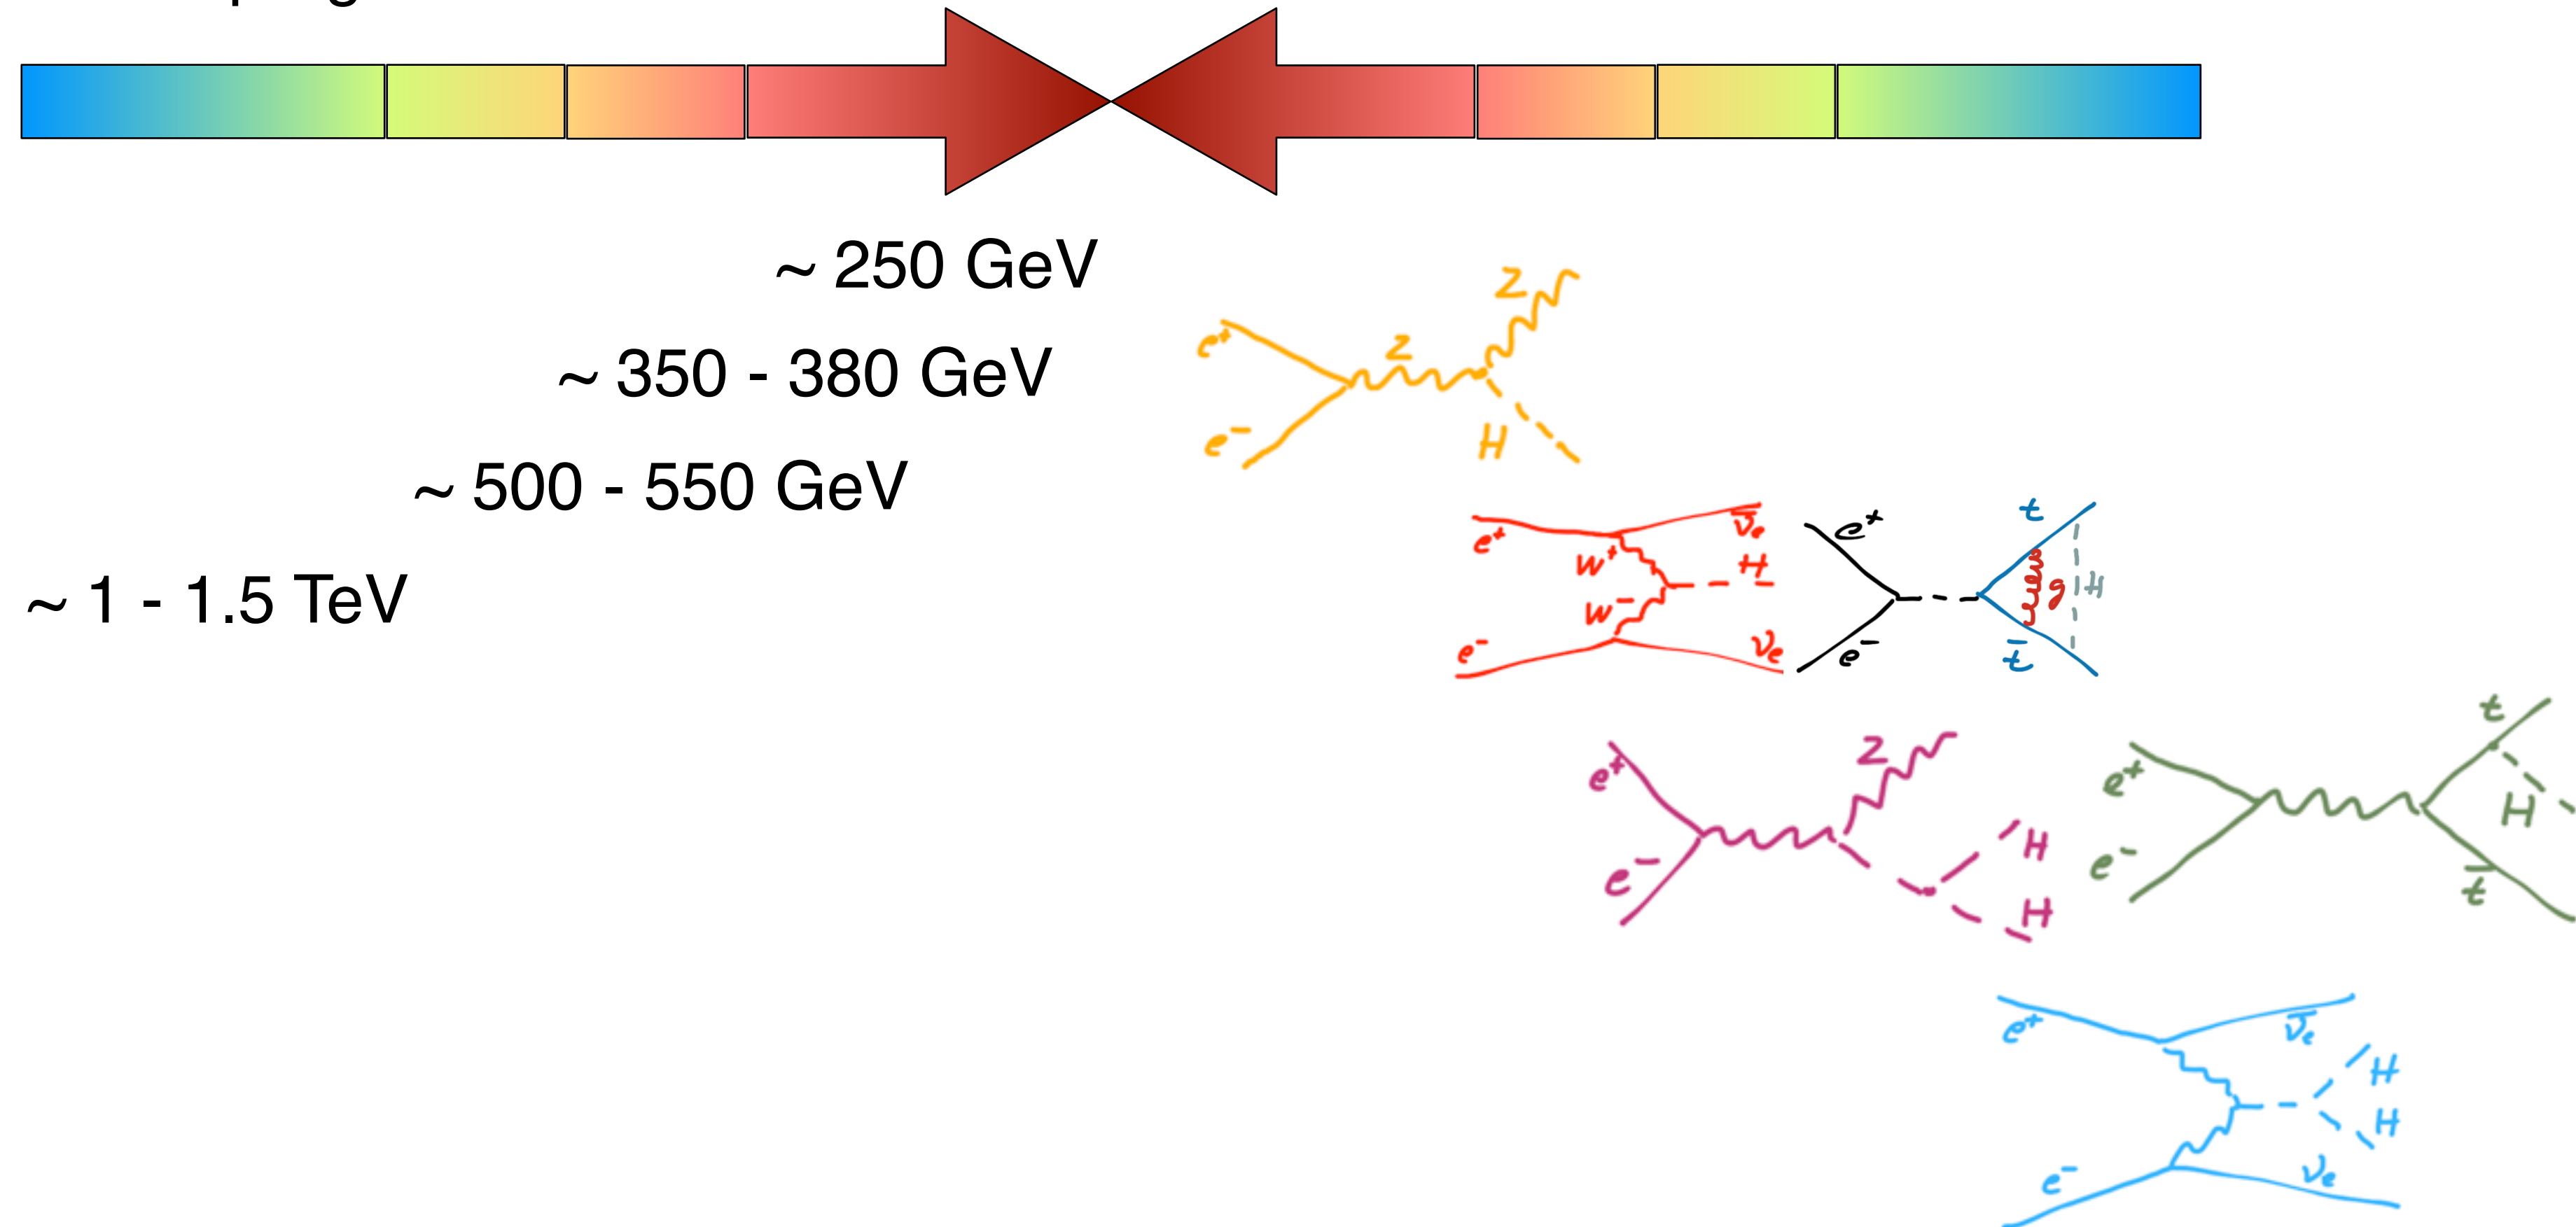 ~ 250 GeV
~ 350 - 380 GeV
~ 500 - 550 GeV
~ 1 - 1.5 TeV
e⁺ Z Z
e⁻ H
e⁺ W⁺ ν̄e H
e⁻ W⁻ νe
e⁺ t g H
e⁻ t̄
e⁺ Z H
e⁻ H
e⁺ t H
e⁻ t̄
e⁺ ν̄e H
H
e⁻ νe